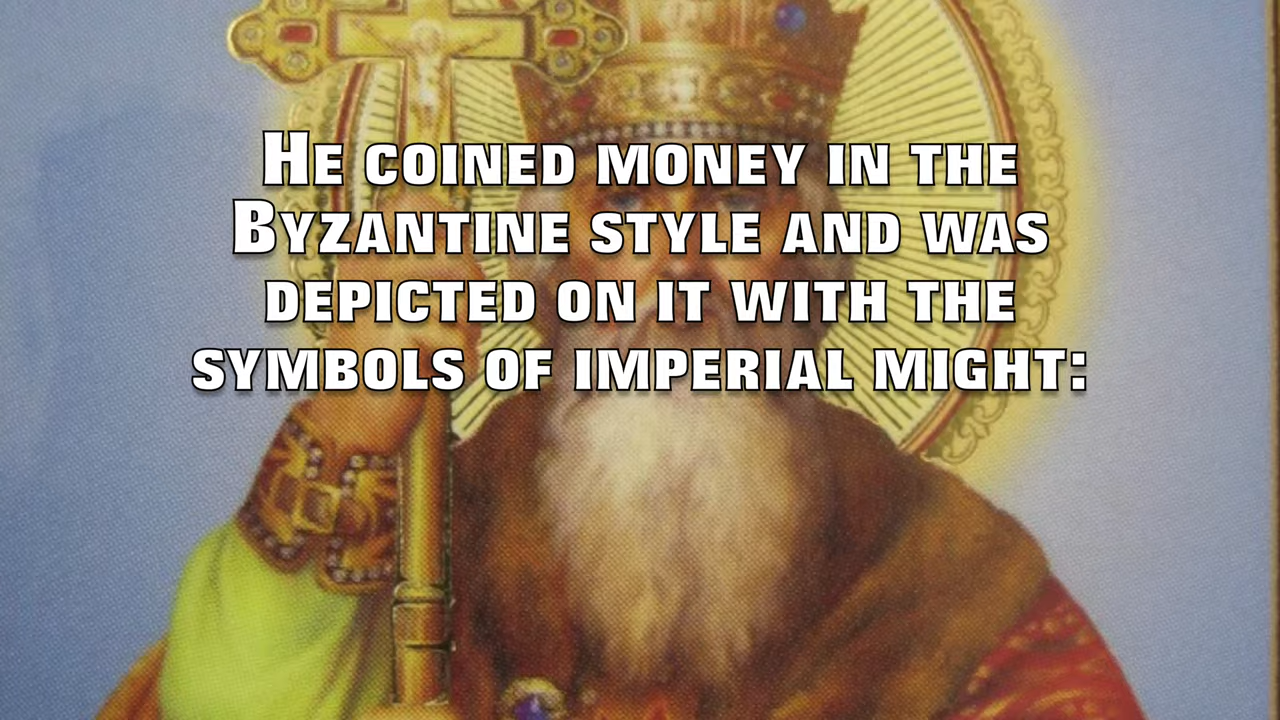 He coined money in the
Byzantine style and was
depicted on it with the
symbols of imperial might: